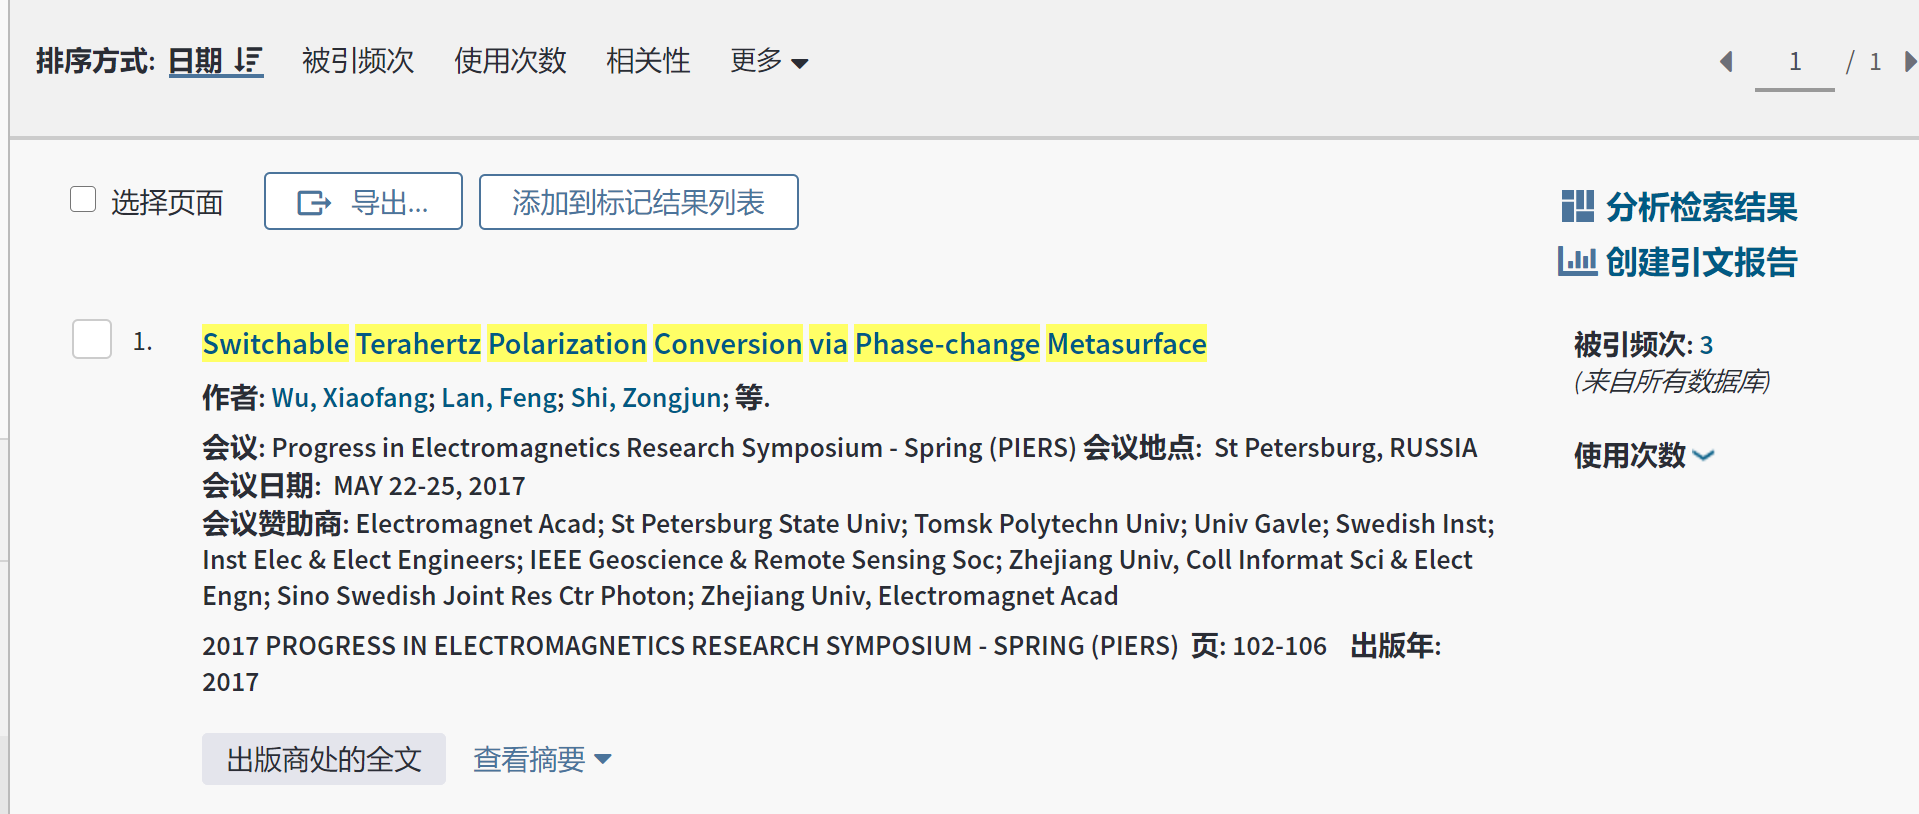 排序方式: 日期 被引频次 使用次数 相关性 更多
1 / 1
选择页面 导出... 添加到标记结果列表
分析检索结果
创建引文报告
1. Switchable Terahertz Polarization Conversion via Phase-change Metasurface
作者: Wu, Xiaofang; Lan, Feng; Shi, Zongjun; 等.
会议: Progress in Electromagnetics Research Symposium - Spring (PIERS) 会议地点: St Petersburg, RUSSIA
会议日期: MAY 22-25, 2017
会议赞助商: Electromagnet Acad; St Petersburg State Univ; Tomsk Polytechn Univ; Univ Gavle; Swedish Inst;
Inst Elec & Elect Engineers; IEEE Geoscience & Remote Sensing Soc; Zhejiang Univ, Coll Informat Sci & Elect
Engn; Sino Swedish Joint Res Ctr Photon; Zhejiang Univ, Electromagnet Acad
2017 PROGRESS IN ELECTROMAGNETICS RESEARCH SYMPOSIUM - SPRING (PIERS) 页: 102-106 出版年:
2017
出版商处的全文 查看摘要
被引频次: 3
(来自所有数据库)
使用次数